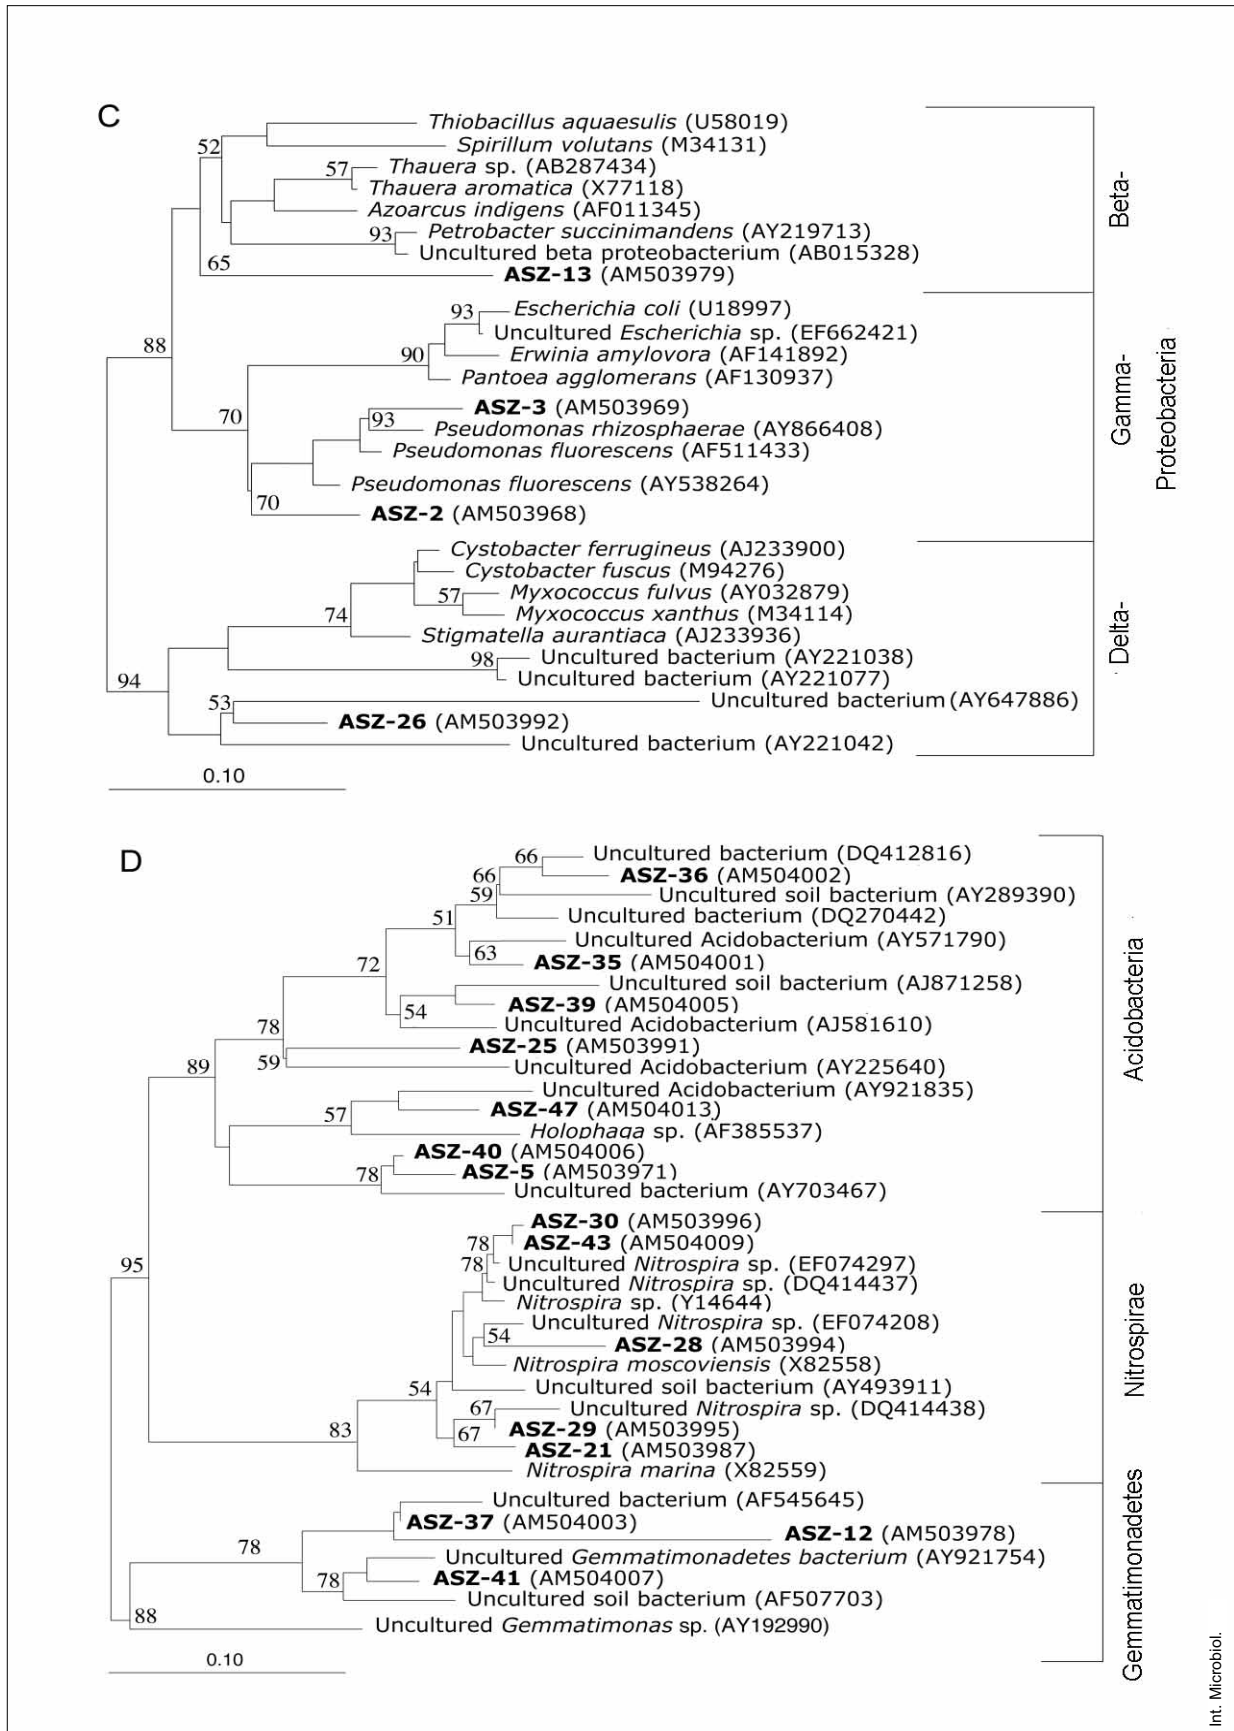 C
Thiobacillus aquaesulis (U58019)
52
Spirillum volutans (M34131)
57
Thauera sp. (AB287434)
Thauera aromatica (X77118)
Azoarcus indigens (AF011345)
93
Petrobacter succinimandens (AY219713)
Uncultured beta proteobacterium (AB015328)
65
ASZ-13 (AM503979)
Beta-
93
Escherichia coli (U18997)
Uncultured Escherichia sp. (EF662421)
88
90
Erwinia amylovora (AF141892)
Pantoea agglomerans (AF130937)
70
ASZ-3 (AM503969)
93
Pseudomonas rhizosphaerae (AY866408)
Pseudomonas fluorescens (AF511433)
Pseudomonas fluorescens (AY538264)
70
ASZ-2 (AM503968)
Gamma-
Proteobacteria
Cystobacter ferrugineus (AJ233900)
Cystobacter fuscus (M94276)
57
Myxococcus fulvus (AY032879)
74
Myxococcus xanthus (M34114)
Stigmatella aurantiaca (AJ233936)
98
Uncultured bacterium (AY221038)
Uncultured bacterium (AY221077)
94
53
Uncultured bacterium (AY647886)
ASZ-26 (AM503992)
Uncultured bacterium (AY221042)
Delta-
0.10
D
66
Uncultured bacterium (DQ412816)
66
ASZ-36 (AM504002)
59
Uncultured soil bacterium (AY289390)
51
Uncultured bacterium (DQ270442)
Uncultured Acidobacterium (AY571790)
63
72
ASZ-35 (AM504001)
Uncultured soil bacterium (AJ871258)
54
ASZ-39 (AM504005)
78
Uncultured Acidobacterium (AJ581610)
ASZ-25 (AM503991)
89
59
Uncultured Acidobacterium (AY225640)
Uncultured Acidobacterium (AY921835)
57
ASZ-47 (AM504013)
Holophaga sp. (AF385537)
ASZ-40 (AM504006)
78
ASZ-5 (AM503971)
Uncultured bacterium (AY703467)
Acidobacteria
95
ASZ-30 (AM503996)
78
ASZ-43 (AM504009)
78
Uncultured Nitrospira sp. (EF074297)
Uncultured Nitrospira sp. (DQ414437)
Nitrospira sp. (Y14644)
Uncultured Nitrospira sp. (EF074208)
54
ASZ-28 (AM503994)
Nitrospira moscoviensis (X82558)
54
Uncultured soil bacterium (AY493911)
67
Uncultured Nitrospira sp. (DQ414438)
83
67
ASZ-29 (AM503995)
ASZ-21 (AM503987)
Nitrospira marina (X82559)
Nitrospirae
Uncultured bacterium (AF545645)
ASZ-37 (AM504003)
78
ASZ-12 (AM503978)
Uncultured Gemmatimonadetes bacterium (AY921754)
78
ASZ-41 (AM504007)
Uncultured soil bacterium (AF507703)
88
Uncultured Gemmatimonas sp. (AY192990)
Gemmatimonadetes
0.10
Int. Microbiol.